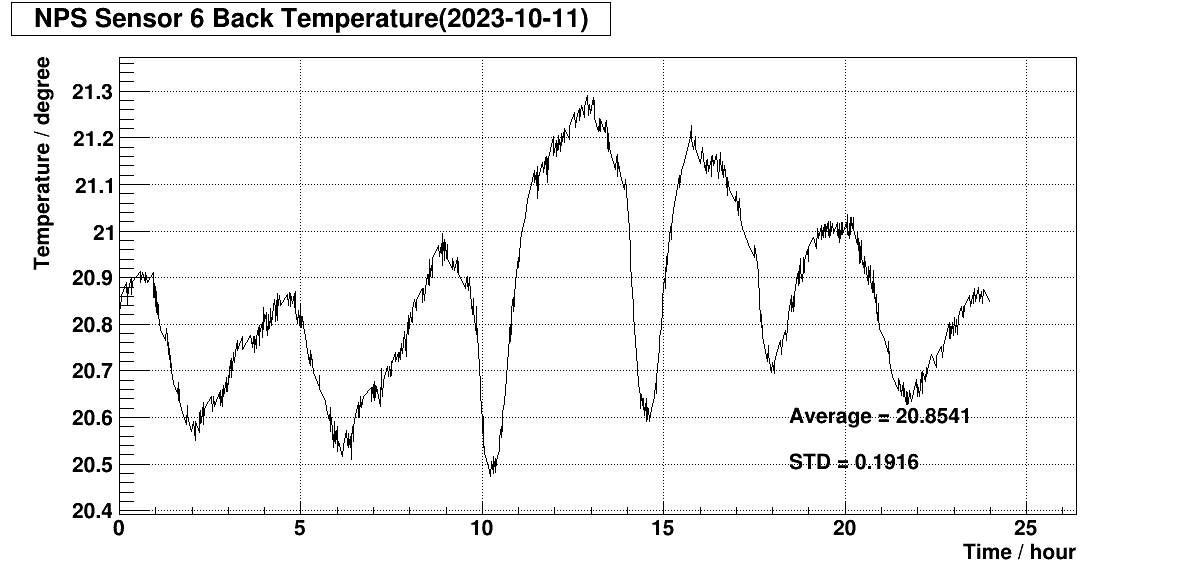 NPS Sensor 6 Back Temperature(2023-10-11)
Temperature / degree
21.3
21.2
21.1
21
20.9
20.8
20.7
20.6
20.5
20.4
Average = 20.8541
STD = 0.1916
0 5 10 15 20 25
Time / hour